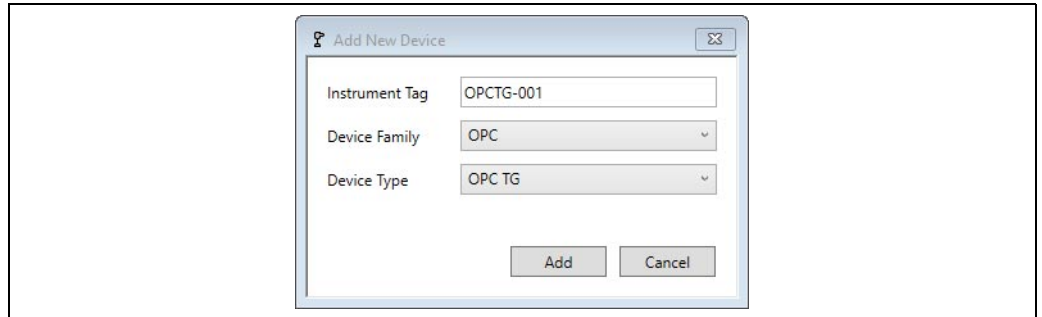 Add New Device
Instrument Tag OPCTG-001
Device Family OPC
Device Type OPC TG
Add Cancel